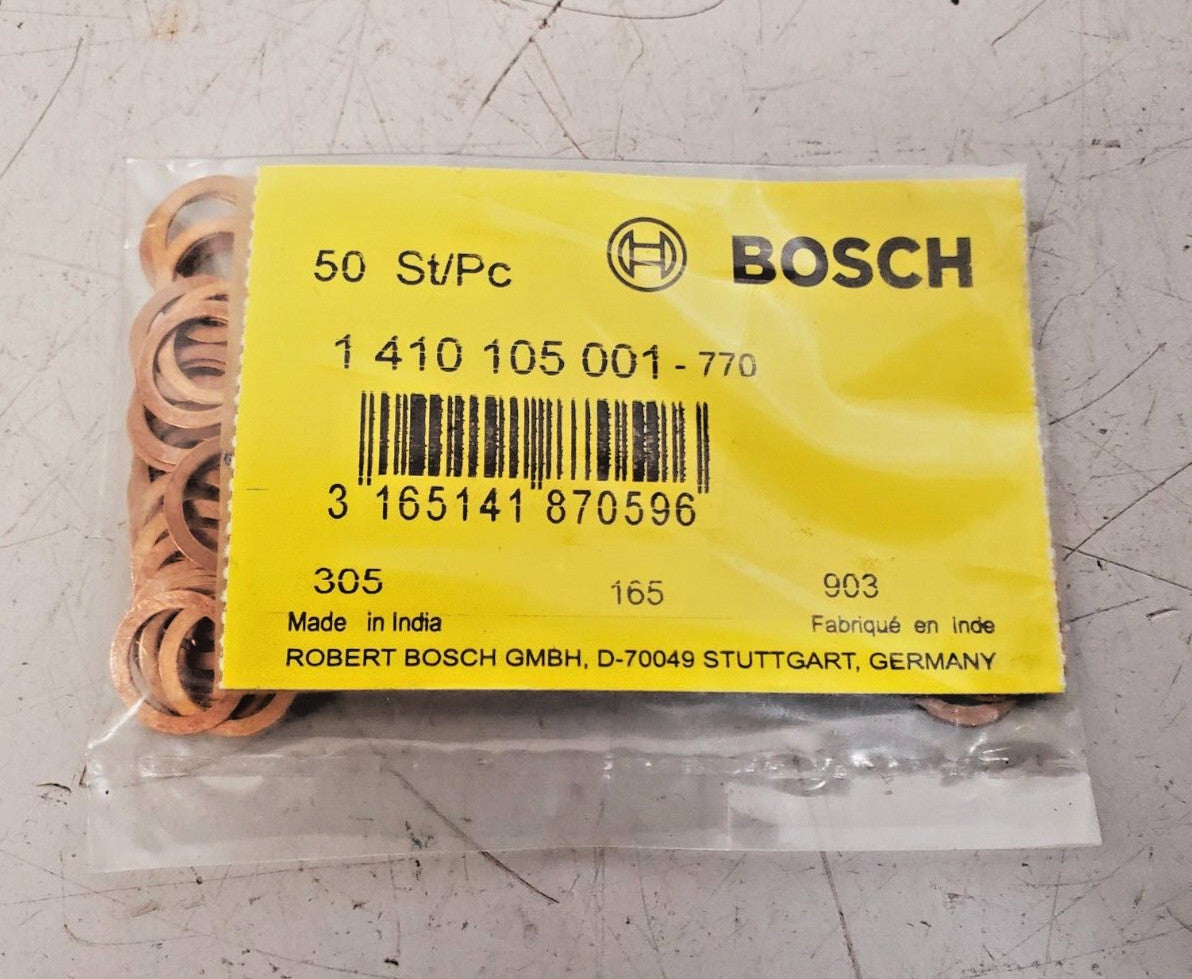 50 St/Pc BOSCH
1 410 105 001 - 770
3 165141 870596
305 165 903
Made in India Fabriqué en Inde
ROBERT BOSCH GMBH, D-70049 STUTTGART, GERMANY